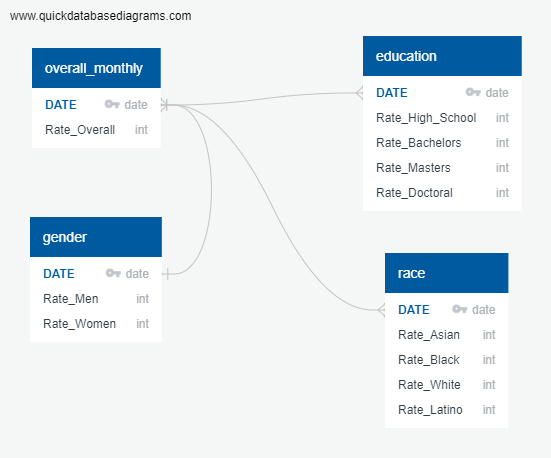 www.quickdatabasediagrams.com
overall_monthly
DATE date
Rate_Overall int
education
DATE date
Rate_High_School int
Rate_Bachelors int
Rate_Masters int
Rate_Doctoral int
gender
DATE date
Rate_Men int
Rate_Women int
race
DATE date
Rate_Asian int
Rate_Black int
Rate_White int
Rate_Latino int